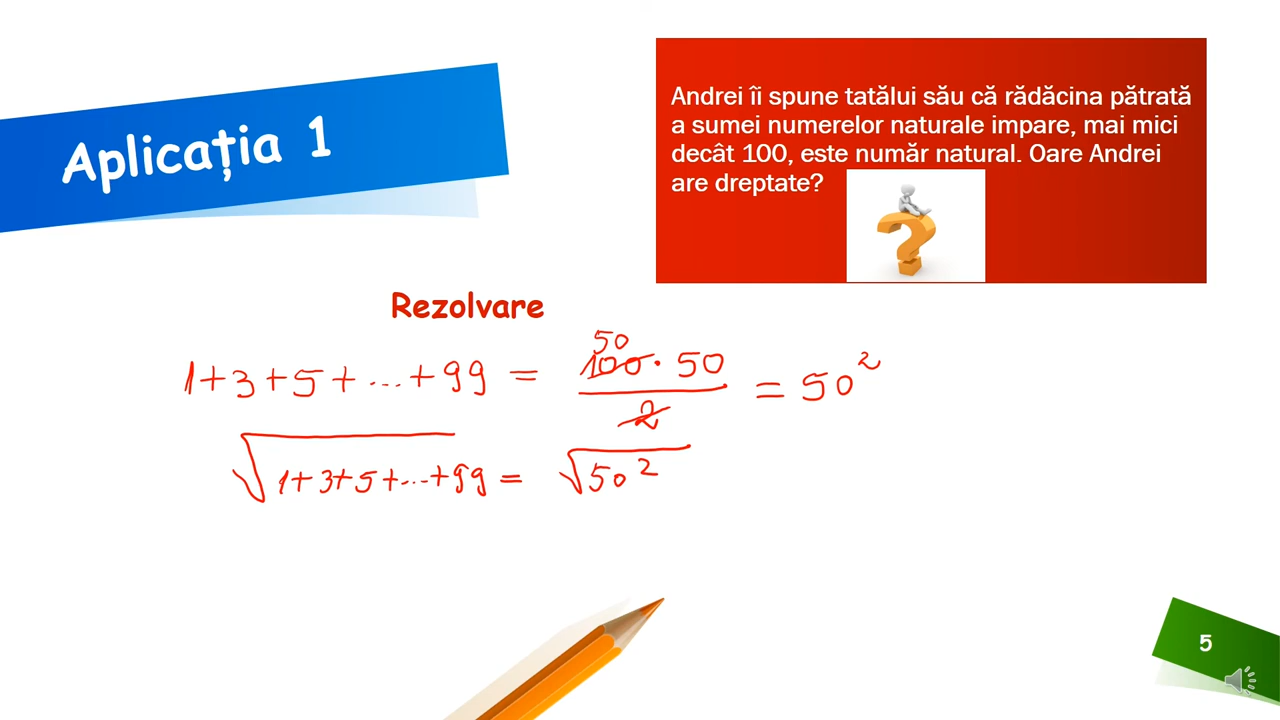 Aplicația 1
Andrei îi spune tatălui său că rădăcina pătrată
a sumei numerelor naturale impare, mai mici
decât 100, este număr natural. Oare Andrei
are dreptate?
Rezolvare
50
1+3+5+...+99 = 100·50 / 2 = 50²
√1+3+5+...+99 = √50²
5